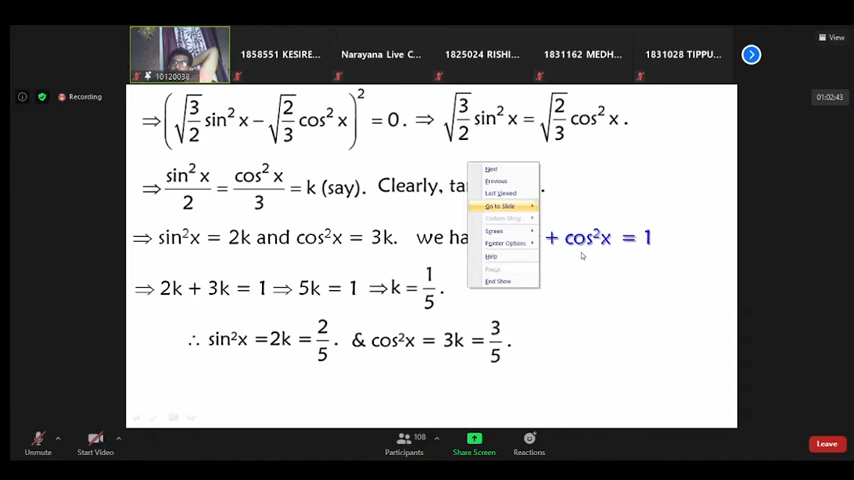 View
1858551 KESIRE...
Narayana Live C...
1825024 RISHI...
1831162 MEDH...
1831028 TIPPU...
10120038
Recording
01:02:43
⇒ (√(3/2) sin²x − √(2/3) cos²x)² = 0. ⇒ √(3/2) sin²x = √(2/3) cos²x.
⇒ sin²x/2 = cos²x/3 = k (say). Clearly, tan
⇒ sin²x = 2k and cos²x = 3k. we ha + cos²x = 1
⇒ 2k + 3k = 1 ⇒ 5k = 1 ⇒ k = 1/5.
∴ sin²x = 2k = 2/5. & cos²x = 3k = 3/5.
Next
Previous
Last Viewed
Go to Slide
Custom Show
Screen
Pointer Options
Help
Pause
End Show
Unmute
Start Video
108
Participants
Share Screen
Reactions
Leave